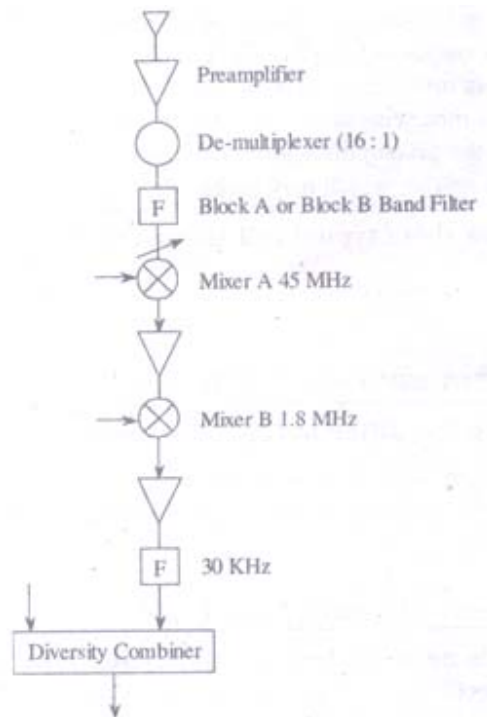 Preamplifier
De-multiplexer (16 : 1)
F
Block A or Block B Band Filter
Mixer A 45 MHz
Mixer B 1.8 MHz
F
30 KHz
Diversity Combiner